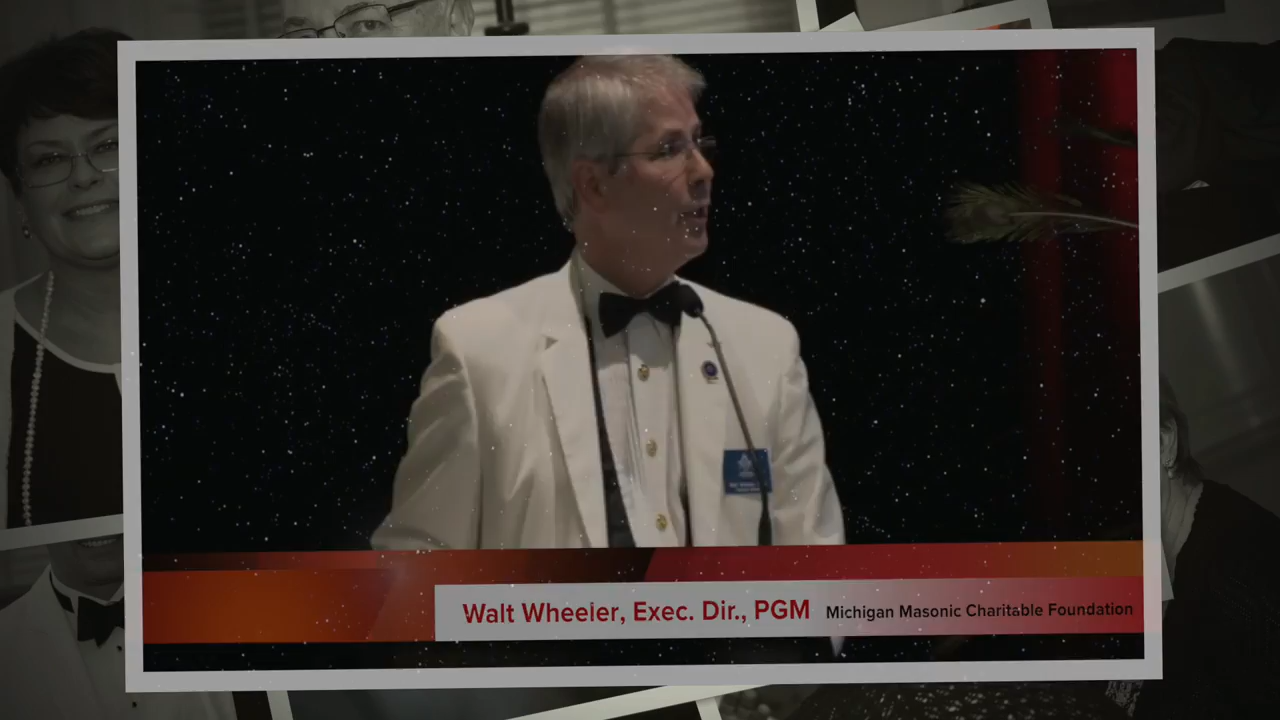 Walt Wheeler, Exec. Dir., PGM
Michigan Masonic Charitable Foundation